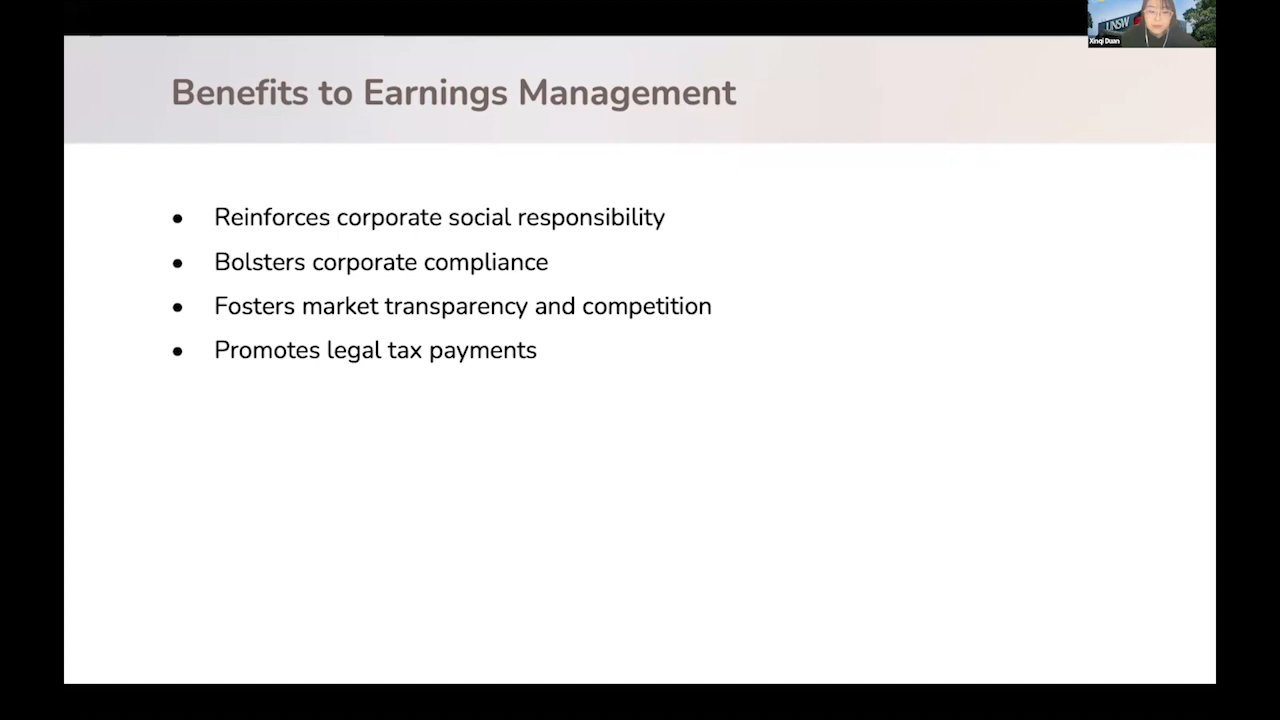 UNSW
Xinqi Duan
Benefits to Earnings Management
• Reinforces corporate social responsibility
• Bolsters corporate compliance
• Fosters market transparency and competition
• Promotes legal tax payments